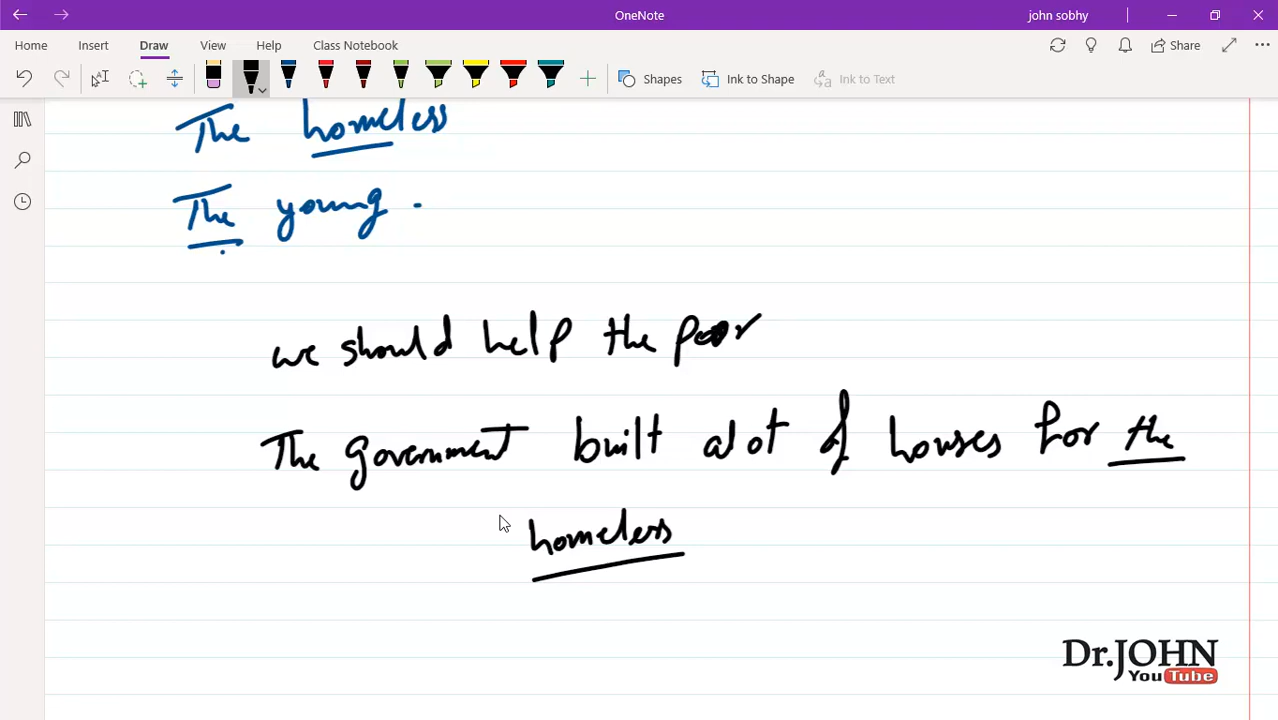 OneNote
john sobhy
Home Insert Draw View Help Class Notebook
Share
Shapes Ink to Shape Ink to Text
The homeless
The young.
we should help the poor
The government built alot of houses for the
homeless
Dr.JOHN
YouTube